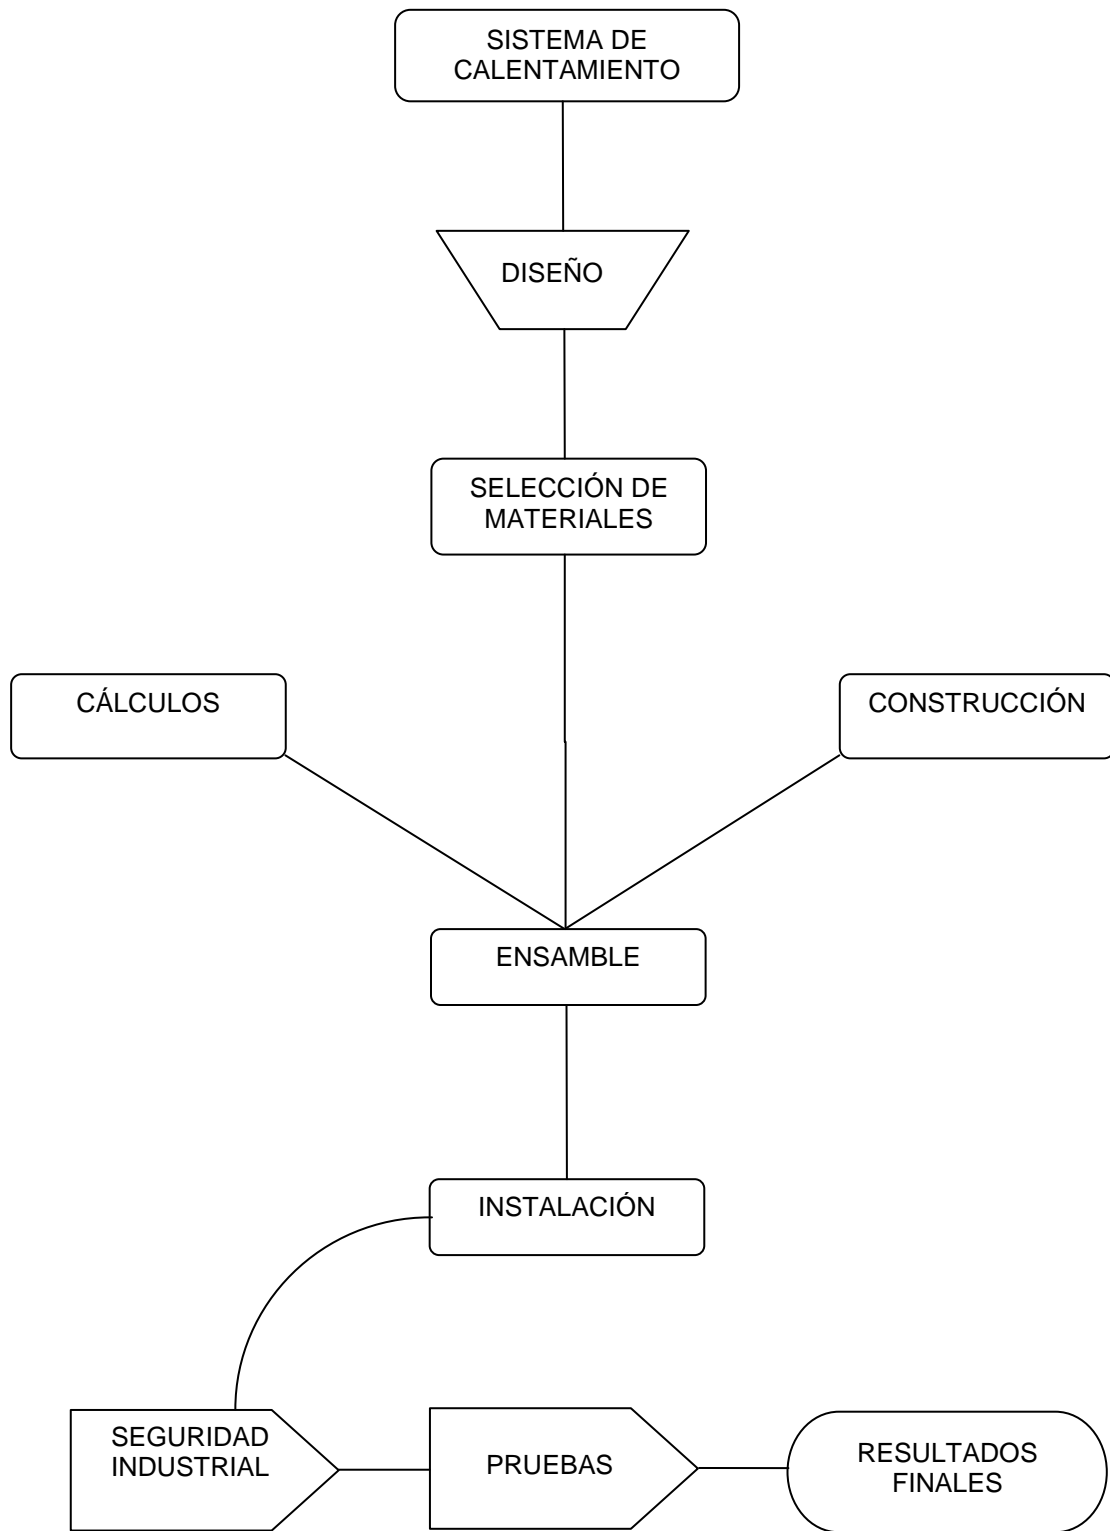 SISTEMA DE
CALENTAMIENTO
DISEÑO
SELECCIÓN DE
MATERIALES
CÁLCULOS
CONSTRUCCIÓN
ENSAMBLE
INSTALACIÓN
SEGURIDAD
INDUSTRIAL
PRUEBAS
RESULTADOS
FINALES